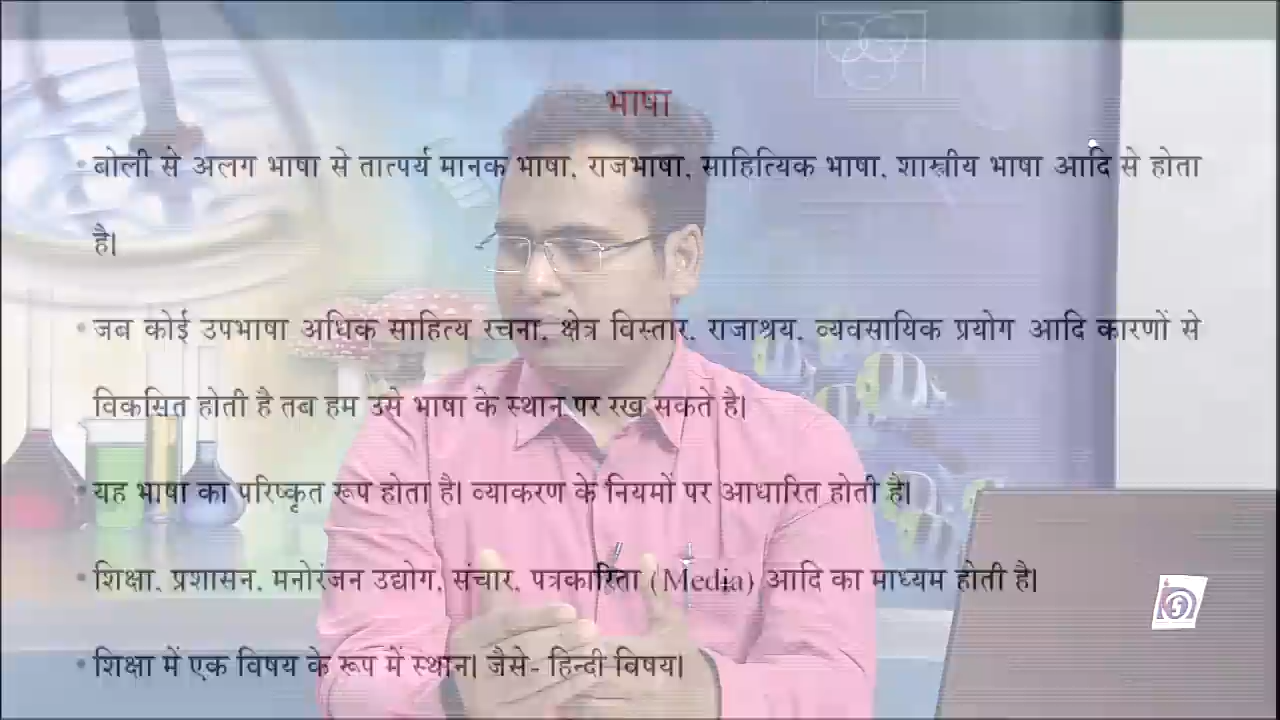 भाषा
• बोली से अलग भाषा से तात्पर्य मानक भाषा, राजभाषा, साहित्यिक भाषा, शास्त्रीय भाषा आदि से होता
है।
• जब कोई उपभाषा अधिक साहित्य रचना, क्षेत्र विस्तार, राजाश्रय, व्यवसायिक प्रयोग आदि कारणों से
विकसित होती है तब हम उसे भाषा के स्थान पर रख सकते है।
• यह भाषा का परिष्कृत रूप होता है। व्याकरण के नियमों पर आधारित होती है।
• शिक्षा, प्रशासन, मनोरंजन उद्योग, संचार, पत्रकारिता (Media) आदि का माध्यम होती है।
• शिक्षा में एक विषय के रूप में स्थान। जैसे- हिन्दी विषय।